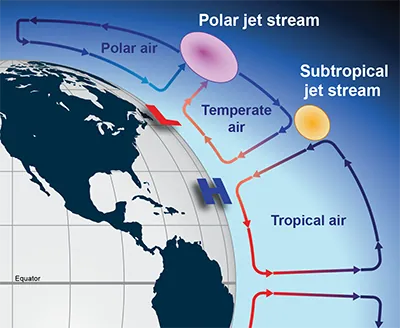 Polar jet stream
Polar air
Subtropical
jet stream
Temperate
air
L
H
Tropical air
Equator